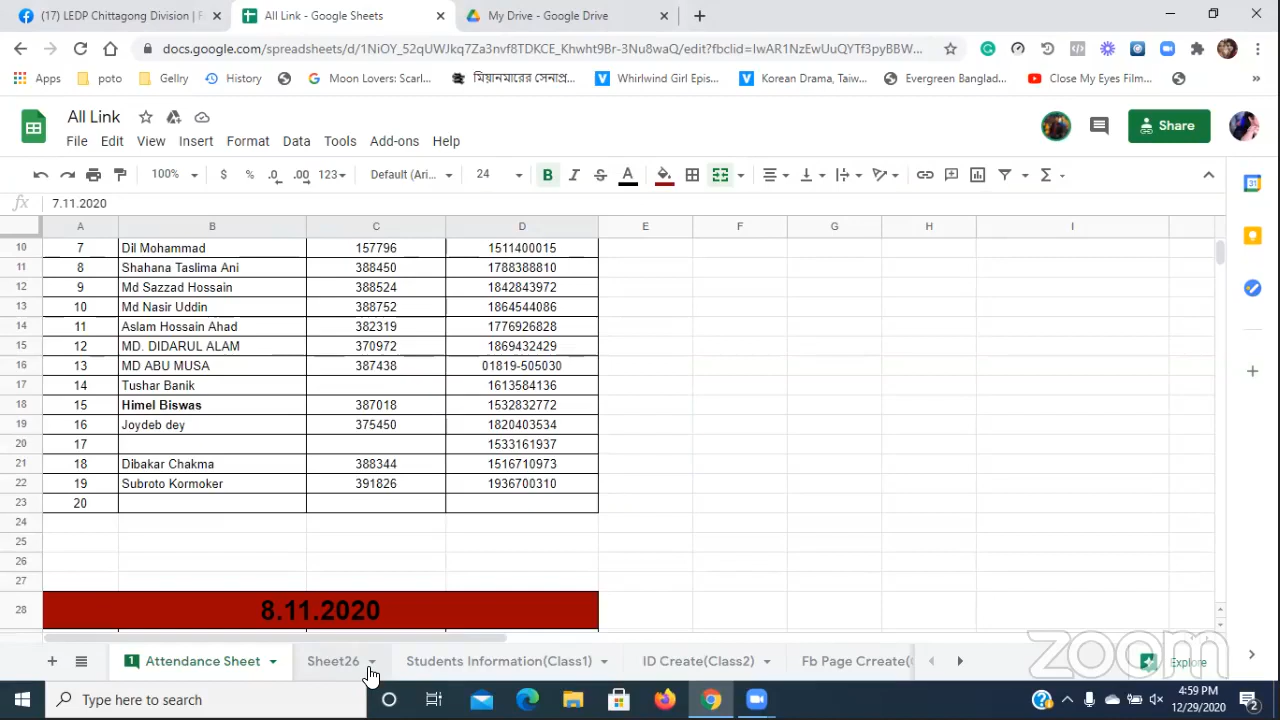 (17) LEDP Chittagong Division | F
All Link - Google Sheets
My Drive - Google Drive
docs.google.com/spreadsheets/d/1NiOY_52qUWJkq7Za3nvf8TDKCE_Khwht9Br-3Nu8waQ/edit?fbclid=IwAR1NzEwUuQYTf3pyBB8W...
Apps
poto
Gellry
History
Moon Lovers: Scarl...
মিয়ানমারের সেনাপ্র...
Whirlwind Girl Epis...
Korean Drama, Taiw...
Evergreen Banglad...
Close My Eyes Film...
»
All Link
File Edit View Insert Format Data Tools Add-ons Help
Share
100% $ % .0 .00 123 Default (Ari... 24 B I S A
fx 7.11.2020
A B C D E F G H I
10 7 Dil Mohammad 157796 1511400015
11 8 Shahana Taslima Ani 388450 1788388810
12 9 Md Sazzad Hossain 388524 1842843972
13 10 Md Nasir Uddin 388752 1864544086
14 11 Aslam Hossain Ahad 382319 1776926828
15 12 MD. DIDARUL ALAM 370972 1869432429
16 13 MD ABU MUSA 387438 01819-505030
17 14 Tushar Banik 1613584136
18 15 Himel Biswas 387018 1532832772
19 16 Joydeb dey 375450 1820403534
20 17 1533161937
21 18 Dibakar Chakma 388344 1516710973
22 19 Subroto Kormoker 391826 1936700310
23 20
24
25
26
27
28 8.11.2020
zoom
1 Attendance Sheet Sheet26 Students Information(Class1) ID Create(Class2) Fb Page Crreate( Explore
Type here to search
4:59 PM
12/29/2020
2